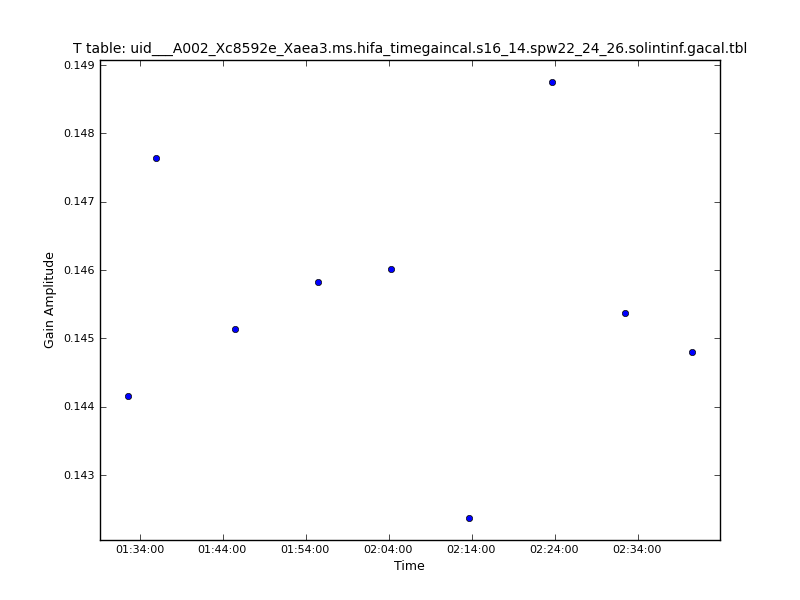 T table: uid___A002_Xc8592e_Xaea3.ms.hifa_timegaincal.s16_14.spw22_24_26.solintinf.gacal.tbl
0.149
0.148
0.147
0.146
0.145
0.144
0.143
Gain Amplitude
01:34:00 01:44:00 01:54:00 02:04:00 02:14:00 02:24:00 02:34:00
Time